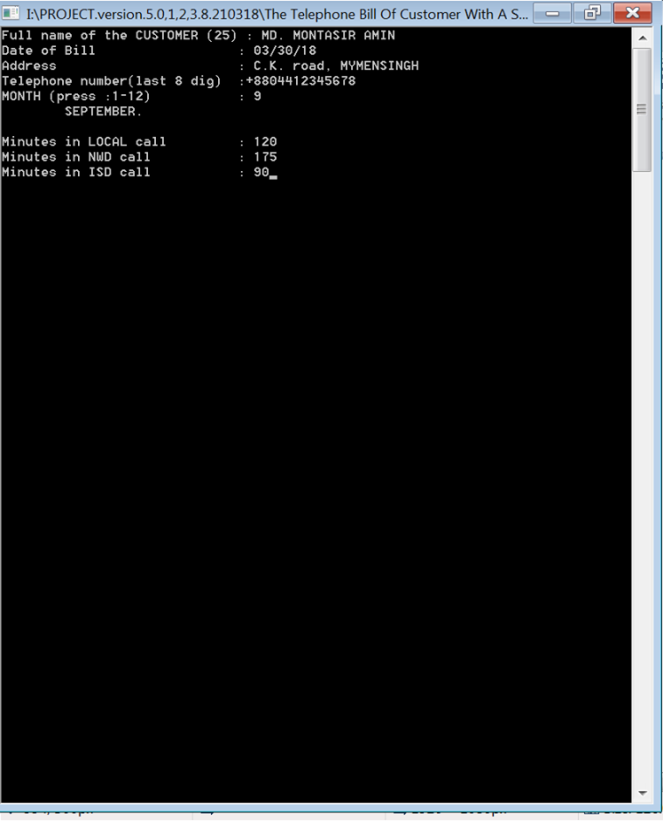 I:\PROJECT.version.5.0,1,2,3.8.210318\The Telephone Bill Of Customer With A S...
Full name of the CUSTOMER (25) : MD. MONTASIR AMIN
Date of Bill : 03/30/18
Address : C.K. road, MYMENSINGH
Telephone number(last 8 dig) :+8804412345678
MONTH (press :1-12) : 9
SEPTEMBER.
Minutes in LOCAL call : 120
Minutes in NWD call : 175
Minutes in ISD call : 90_